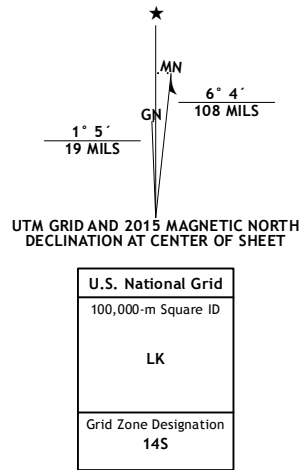 ★
MN
GN
6° 4´
108 MILS
1° 5´
19 MILS
UTM GRID AND 2015 MAGNETIC NORTH
DECLINATION AT CENTER OF SHEET
U.S. National Grid
100,000-m Square ID
LK
Grid Zone Designation
14S